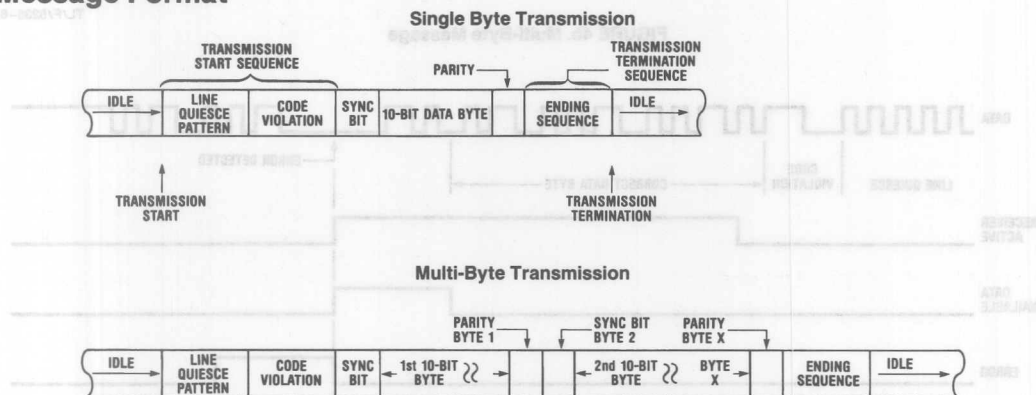 Message Format
Single Byte Transmission
TRANSMISSION
START SEQUENCE
PARITY
TRANSMISSION
TERMINATION
SEQUENCE
IDLE
LINE
QUIESCE
PATTERN
CODE
VIOLATION
SYNC
BIT
10-BIT DATA BYTE
ENDING
SEQUENCE
IDLE
TRANSMISSION
START
TRANSMISSION
TERMINATION
Multi-Byte Transmission
PARITY
BYTE 1
SYNC BIT
BYTE 2
PARITY
BYTE X
IDLE
LINE
QUIESCE
PATTERN
CODE
VIOLATION
SYNC
BIT
1st 10-BIT
BYTE
2nd 10-BIT
BYTE
BYTE
X
ENDING
SEQUENCE
IDLE